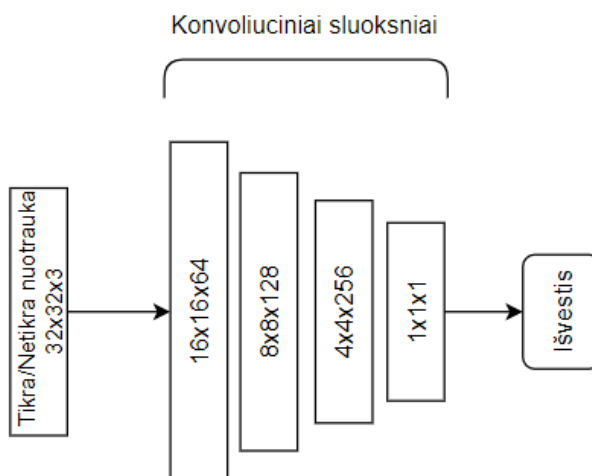 Konvoliuciniai sluoksniai
Tikra/Netikra nuotrauka
32x32x3
16x16x64
8x8x128
4x4x256
1x1x1
Išvestis